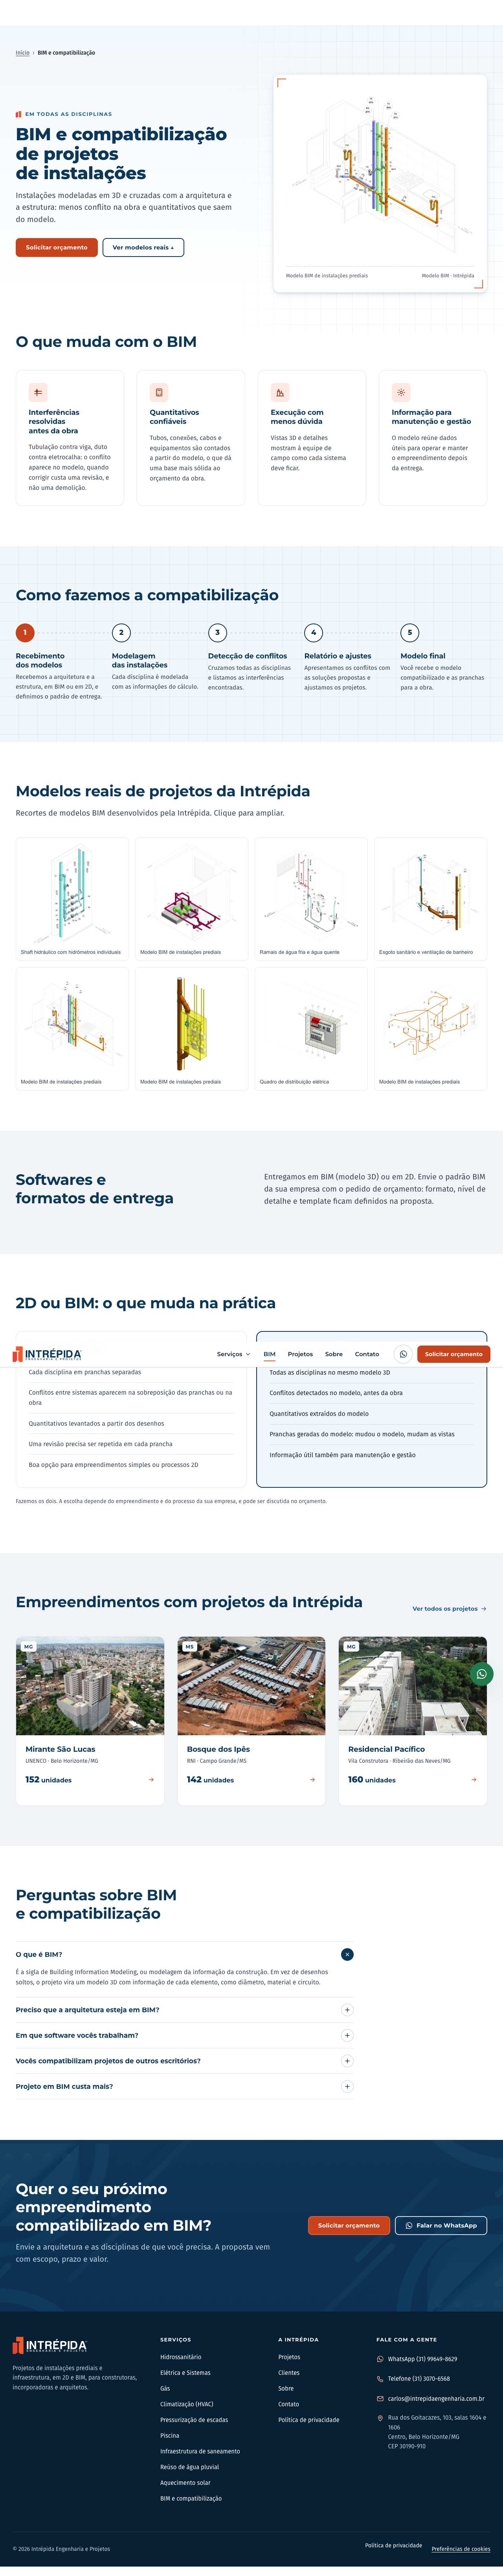 Início › BIM e compatibilização
EM TODAS AS DISCIPLINAS
BIM e compatibilização
de projetos
de instalações
Instalações modeladas em 3D e cruzadas com a arquitetura e
a estrutura: menos conflito na obra e quantitativos que saem
do modelo.
Solicitar orçamento
Ver modelos reais ↓
Modelo BIM de instalações prediais
Modelo BIM · Intrépida
O que muda com o BIM
Interferências
resolvidas
antes da obra
Tubulação contra viga, duto
contra eletrocalha: o conflito
aparece no modelo, quando
corrigir custa uma revisão, e
não uma demolição.
Quantitativos
confiáveis
Tubos, conexões, cabos e
equipamentos são contados
a partir do modelo, o que dá
uma base mais sólida ao
orçamento da obra.
Execução com
menos dúvida
Vistas 3D e detalhes
mostram à equipe de
campo como cada sistema
deve ficar.
Informação para
manutenção e gestão
O modelo reúne dados
úteis para operar e manter
o empreendimento depois
da entrega.
Como fazemos a compatibilização
1
Recebimento
dos modelos
Recebemos a arquitetura e a
estrutura, em BIM ou em 2D, e
definimos o padrão de entrega.
2
Modelagem
das instalações
Cada disciplina é modelada
com as informações do cálculo.
3
Detecção de conflitos
Cruzamos todas as disciplinas
e listamos as interferências
encontradas.
4
Relatório e ajustes
Apresentamos os conflitos com
as soluções propostas e
ajustamos os projetos.
5
Modelo final
Você recebe o modelo
compatibilizado e as pranchas
para a obra.
Modelos reais de projetos da Intrépida
Recortes de modelos BIM desenvolvidos pela Intrépida. Clique para ampliar.
Shaft hidráulico com hidrômetros individuais
Modelo BIM de instalações prediais
Ramais de água fria e água quente
Esgoto sanitário e ventilação de banheiro
Modelo BIM de instalações prediais
Modelo BIM de instalações prediais
Quadro de distribuição elétrica
Modelo BIM de instalações prediais
Softwares e
formatos de entrega
Entregamos em BIM (modelo 3D) ou em 2D. Envie o padrão BIM
da sua empresa com o pedido de orçamento: formato, nível de
detalhe e template ficam definidos na proposta.
2D ou BIM: o que muda na prática
INTRÉPIDA
ENGENHARIA E PROJETOS
Serviços
BIM
Projetos
Sobre
Contato
Solicitar orçamento
Cada disciplina em pranchas separadas
Conflitos entre sistemas aparecem na sobreposição das pranchas ou na
obra
Quantitativos levantados a partir dos desenhos
Uma revisão precisa ser repetida em cada prancha
Boa opção para empreendimentos simples ou processos 2D
Todas as disciplinas no mesmo modelo 3D
Conflitos detectados no modelo, antes da obra
Quantitativos extraídos do modelo
Pranchas geradas do modelo: mudou o modelo, mudam as vistas
Informação útil também para manutenção e gestão
Fazemos os dois. A escolha depende do empreendimento e do processo da sua empresa, e pode ser discutida no orçamento.
Empreendimentos com projetos da Intrépida
Ver todos os projetos →
MG
Mirante São Lucas
UNENCO · Belo Horizonte/MG
152 unidades →
MS
Bosque dos Ipês
RNI · Campo Grande/MS
142 unidades →
MG
Residencial Pacífico
Vila Construtora · Ribeirão das Neves/MG
160 unidades →
Perguntas sobre BIM
e compatibilização
O que é BIM?
É a sigla de Building Information Modeling, ou modelagem da informação da construção. Em vez de desenhos
soltos, o projeto vira um modelo 3D com informação de cada elemento, como diâmetro, material e circuito.
Preciso que a arquitetura esteja em BIM?
Em que software vocês trabalham?
Vocês compatibilizam projetos de outros escritórios?
Projeto em BIM custa mais?
Quer o seu próximo
empreendimento
compatibilizado em BIM?
Envie a arquitetura e as disciplinas de que você precisa. A proposta vem
com escopo, prazo e valor.
Solicitar orçamento
Falar no WhatsApp
INTRÉPIDA
ENGENHARIA E PROJETOS
Projetos de instalações prediais e
infraestrutura, em 2D e BIM, para construtoras,
incorporadoras e arquitetos.
SERVIÇOS
Hidrossanitário
Elétrica e Sistemas
Gás
Climatização (HVAC)
Pressurização de escadas
Piscina
Infraestrutura de saneamento
Reúso de água pluvial
Aquecimento solar
BIM e compatibilização
A INTRÉPIDA
Projetos
Clientes
Sobre
Contato
Política de privacidade
FALE COM A GENTE
WhatsApp (31) 99649-8629
Telefone (31) 3070-6568
carlos@intrepidaengenharia.com.br
Rua dos Goitacazes, 103, salas 1604 e
1606
Centro, Belo Horizonte/MG
CEP 30190-910
© 2026 Intrépida Engenharia e Projetos
Política de privacidade
Preferências de cookies